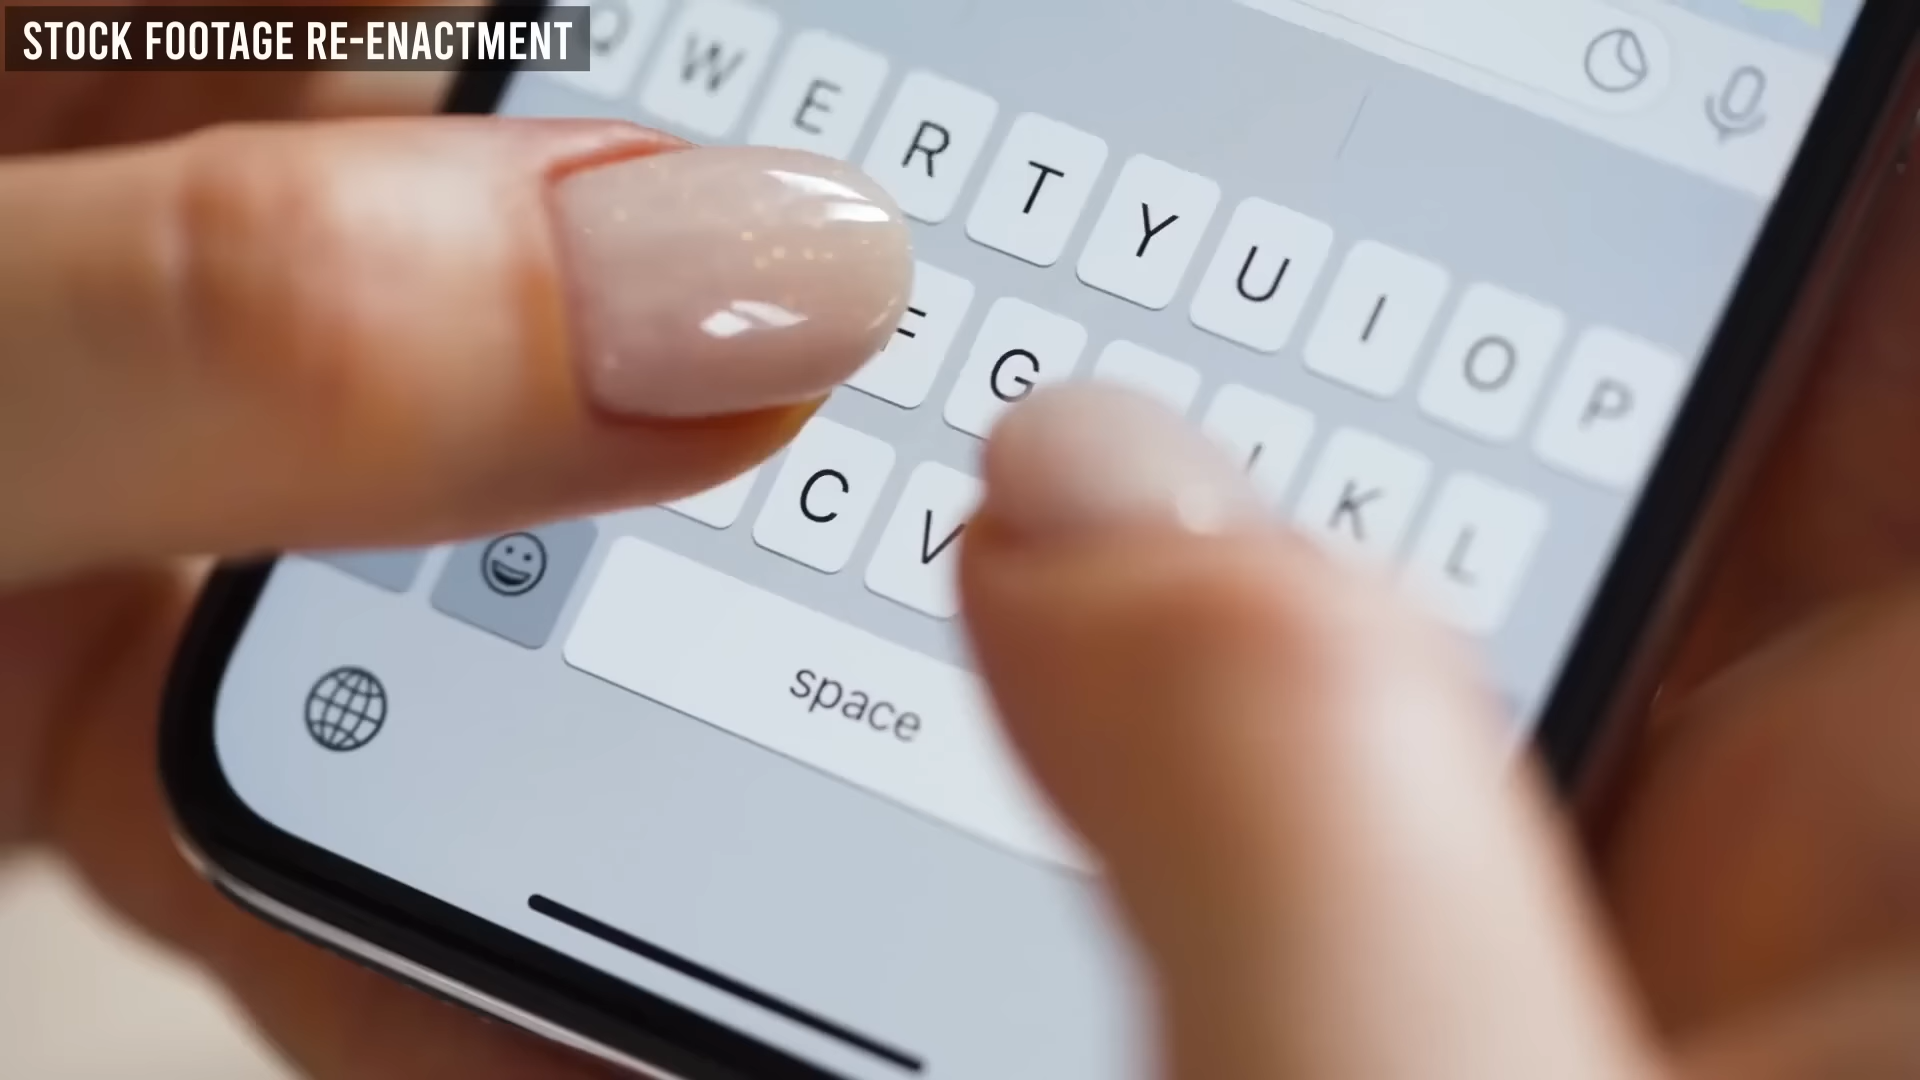 STOCK FOOTAGE RE-ENACTMENT
Q W E R T Y U I O P
F G J K L
C V
space